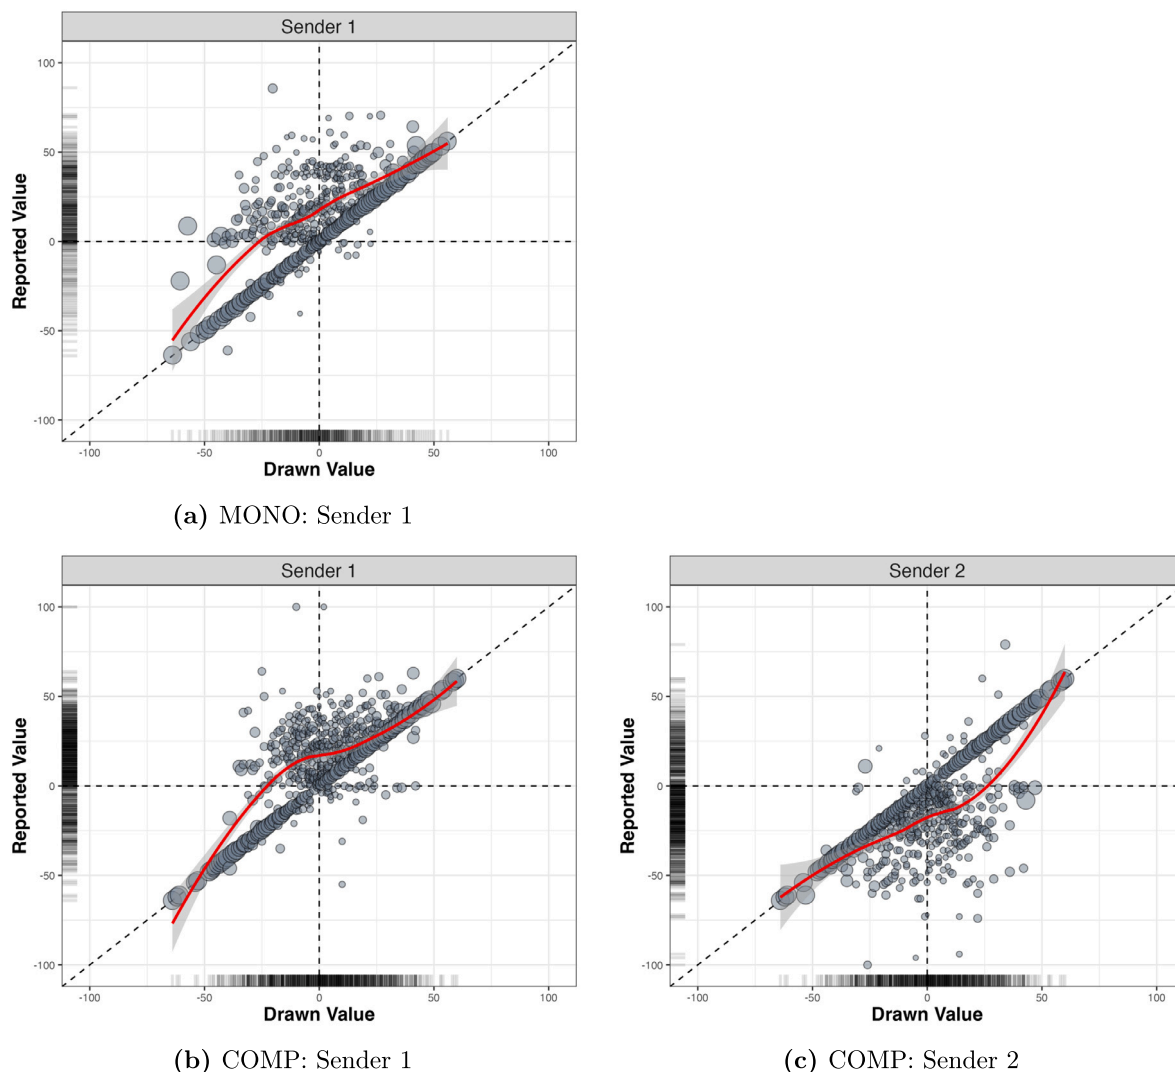 Sender 1
100
50
0
-50
-100
Reported Value
-100 -50 0 50 100
Drawn Value
(a) MONO: Sender 1
Sender 1
100
50
0
-50
-100
Reported Value
-100 -50 0 50 100
Drawn Value
(b) COMP: Sender 1
Sender 2
100
50
0
-50
-100
Reported Value
-100 -50 0 50 100
Drawn Value
(c) COMP: Sender 2